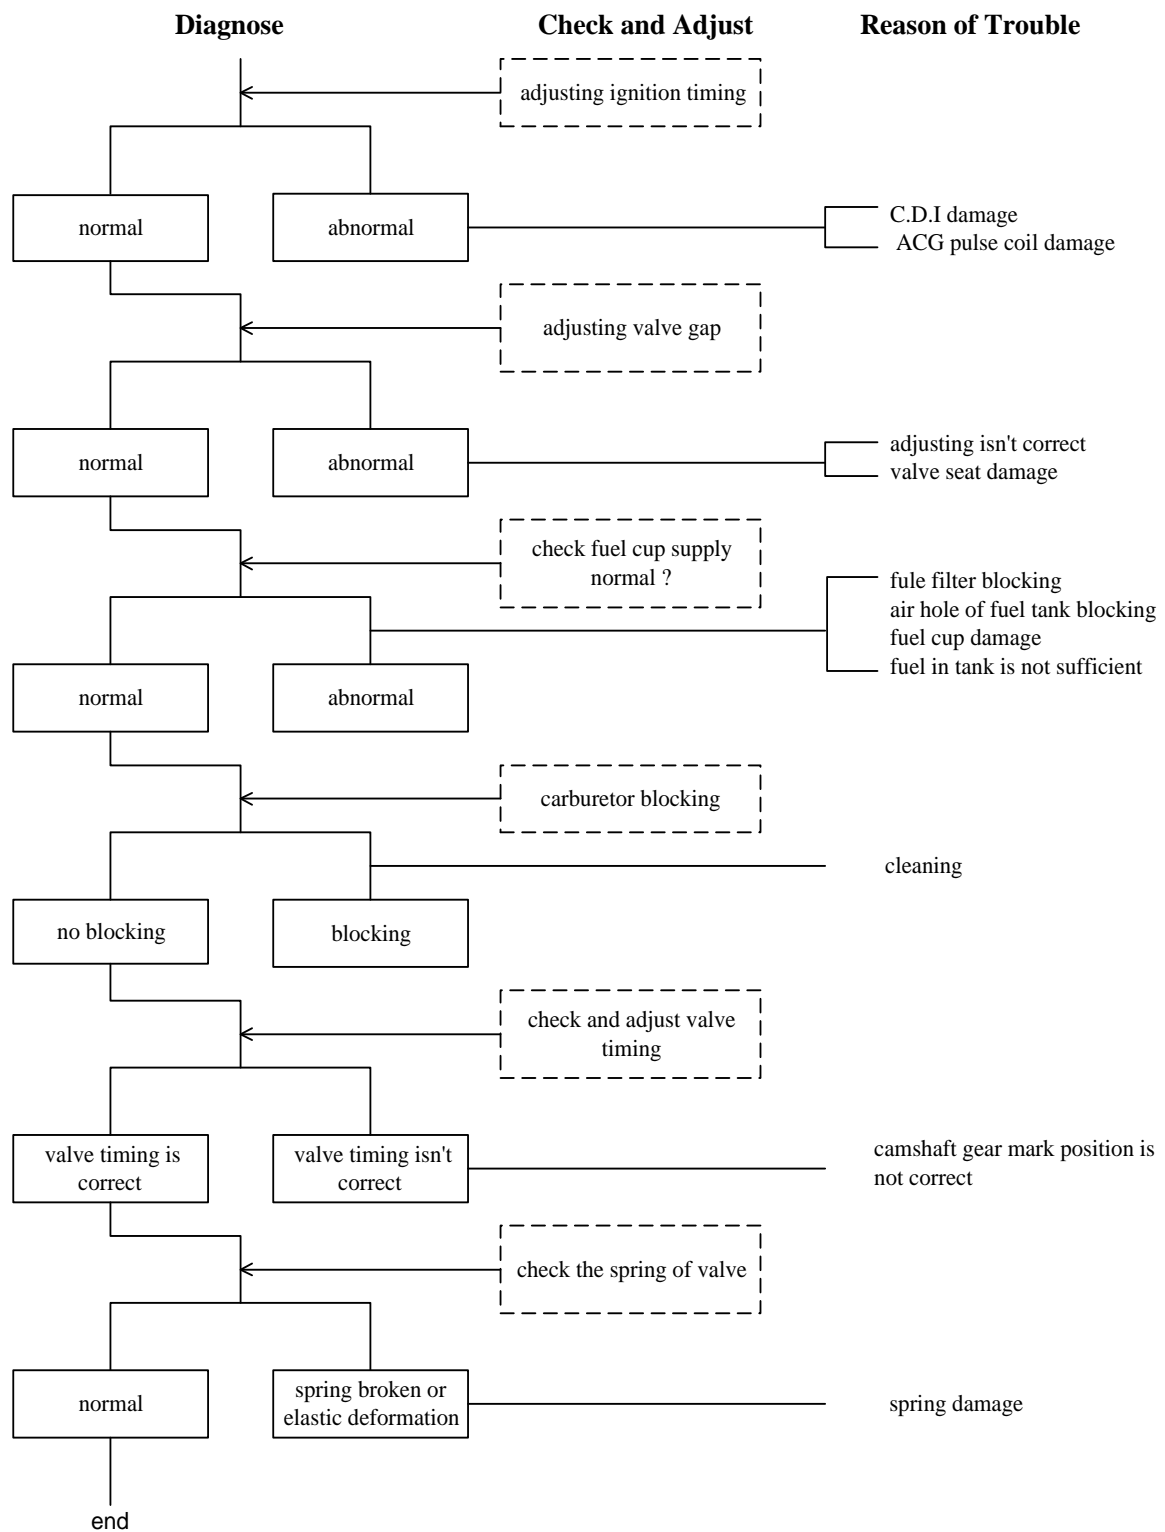 Diagnose
Check and Adjust
Reason of Trouble
adjusting ignition timing
normal
abnormal
C.D.I damage
ACG pulse coil damage
adjusting valve gap
normal
abnormal
adjusting isn't correct
valve seat damage
check fuel cup supply
normal ?
fule filter blocking
air hole of fuel tank blocking
fuel cup damage
fuel in tank is not sufficient
normal
abnormal
carburetor blocking
cleaning
no blocking
blocking
check and adjust valve
timing
valve timing is
correct
valve timing isn't
correct
camshaft gear mark position is
not correct
check the spring of valve
normal
spring broken or
elastic deformation
spring damage
end